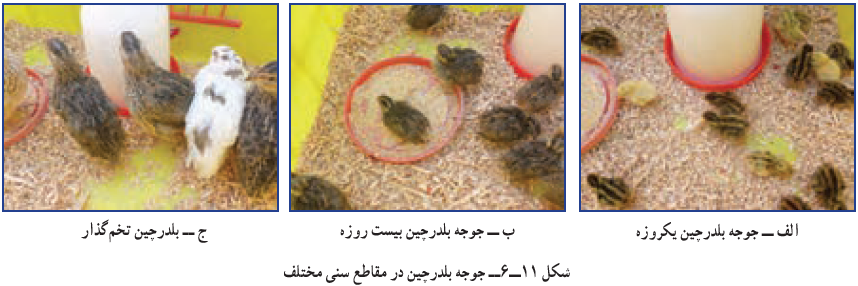 الف ــ جوجه بلدرچین یکروزه
ب ــ جوجه بلدرچین بیست روزه
ج ــ بلدرچین تخم‌گذار
شکل ۱۱ــ۶ــ جوجه بلدرچین در مقاطع سنی مختلف